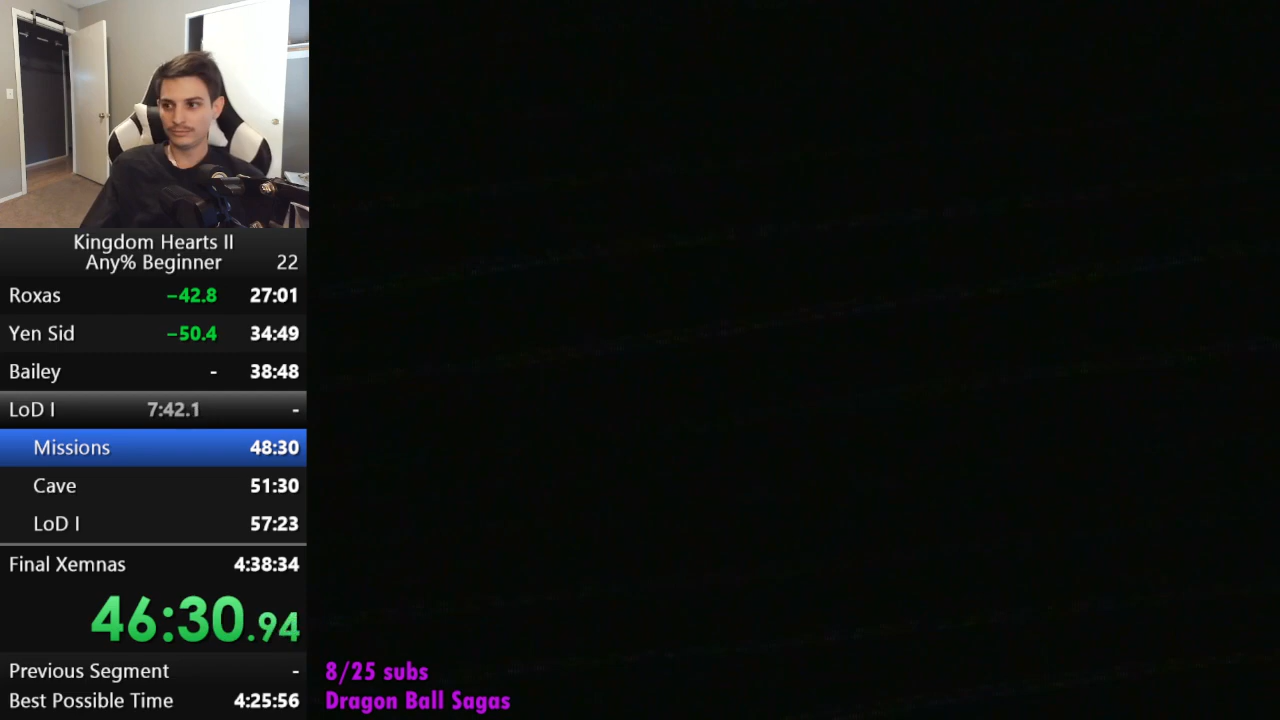 Kingdom Hearts II
Any% Beginner 22
Roxas −42.8 27:01
Yen Sid −50.4 34:49
Bailey - 38:48
LoD I 7:42.1 -
Missions 48:30
Cave 51:30
LoD I 57:23
Final Xemnas 4:38:34
46:30.94
Previous Segment -
Best Possible Time 4:25:56
8/25 subs
Dragon Ball Sagas